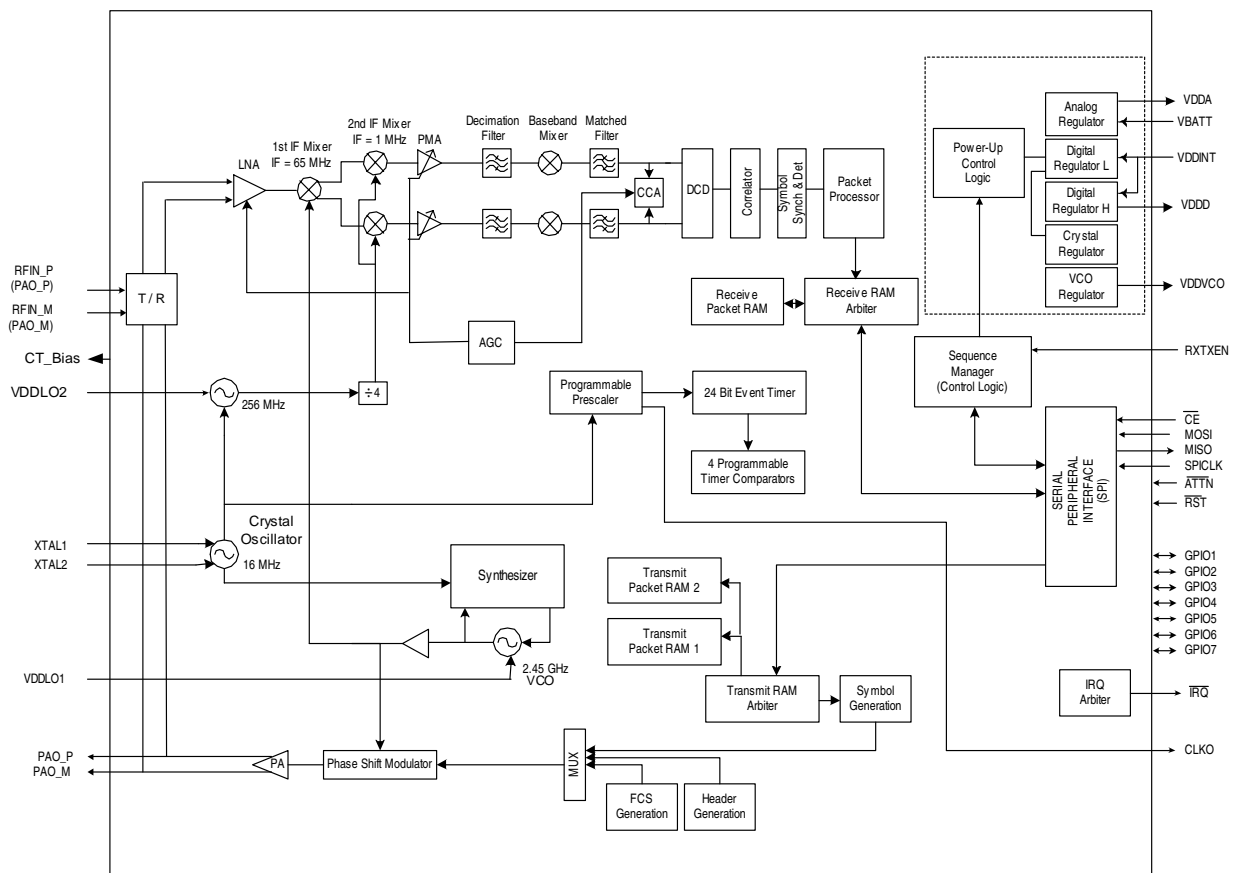 2nd IF Mixer
IF = 1 MHz
PMA
Decimation
Filter
Baseband
Mixer
Matched
Filter
1st IF Mixer
IF = 65 MHz
LNA
CCA
DCD
Correlator
Symbol
Synch & Det
Packet
Processor
Power-Up
Control
Logic
Analog
Regulator
Digital
Regulator L
Digital
Regulator H
Crystal
Regulator
VCO
Regulator
VDDA
VBATT
VDDINT
VDDD
VDDVCO
RFIN_P
(PAO_P)
RFIN_M
(PAO_M)
T / R
CT_Bias
VDDLO2
256 MHz
÷4
AGC
Receive
Packet RAM
Receive RAM
Arbiter
Sequence
Manager
(Control Logic)
RXTXEN
Programmable
Prescaler
24 Bit Event Timer
4 Programmable
Timer Comparators
SERIAL
PERIPHERAL
INTERFACE
(SPI)
CE
MOSI
MISO
SPICLK
ATTN
RST
XTAL1
XTAL2
Crystal
Oscillator
16 MHz
Synthesizer
2.45 GHz
VCO
VDDLO1
Transmit
Packet RAM 2
Transmit
Packet RAM 1
Transmit RAM
Arbiter
Symbol
Generation
GPIO1
GPIO2
GPIO3
GPIO4
GPIO5
GPIO6
GPIO7
IRQ
Arbiter
IRQ
CLKO
PAO_P
PAO_M
PA
Phase Shift Modulator
MUX
FCS
Generation
Header
Generation